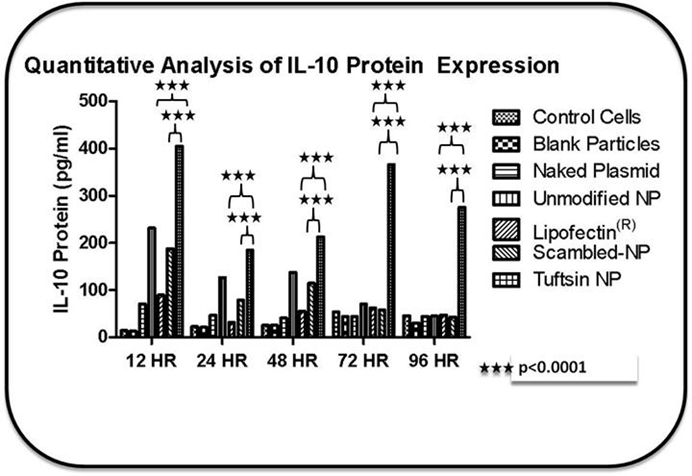 Quantitative Analysis of IL-10 Protein Expression
★★★ ★★★
★★★ ★★★ ★★★
★★★ ★★★
★★★ ★★★
★★★
IL-10 Protein (pg/ml)
500
400
300
200
100
0
12 HR 24 HR 48 HR 72 HR 96 HR
Control Cells
Blank Particles
Naked Plasmid
Unmodified NP
Lipofectin(R)
Scambled-NP
Tuftsin NP
★★★ p<0.0001